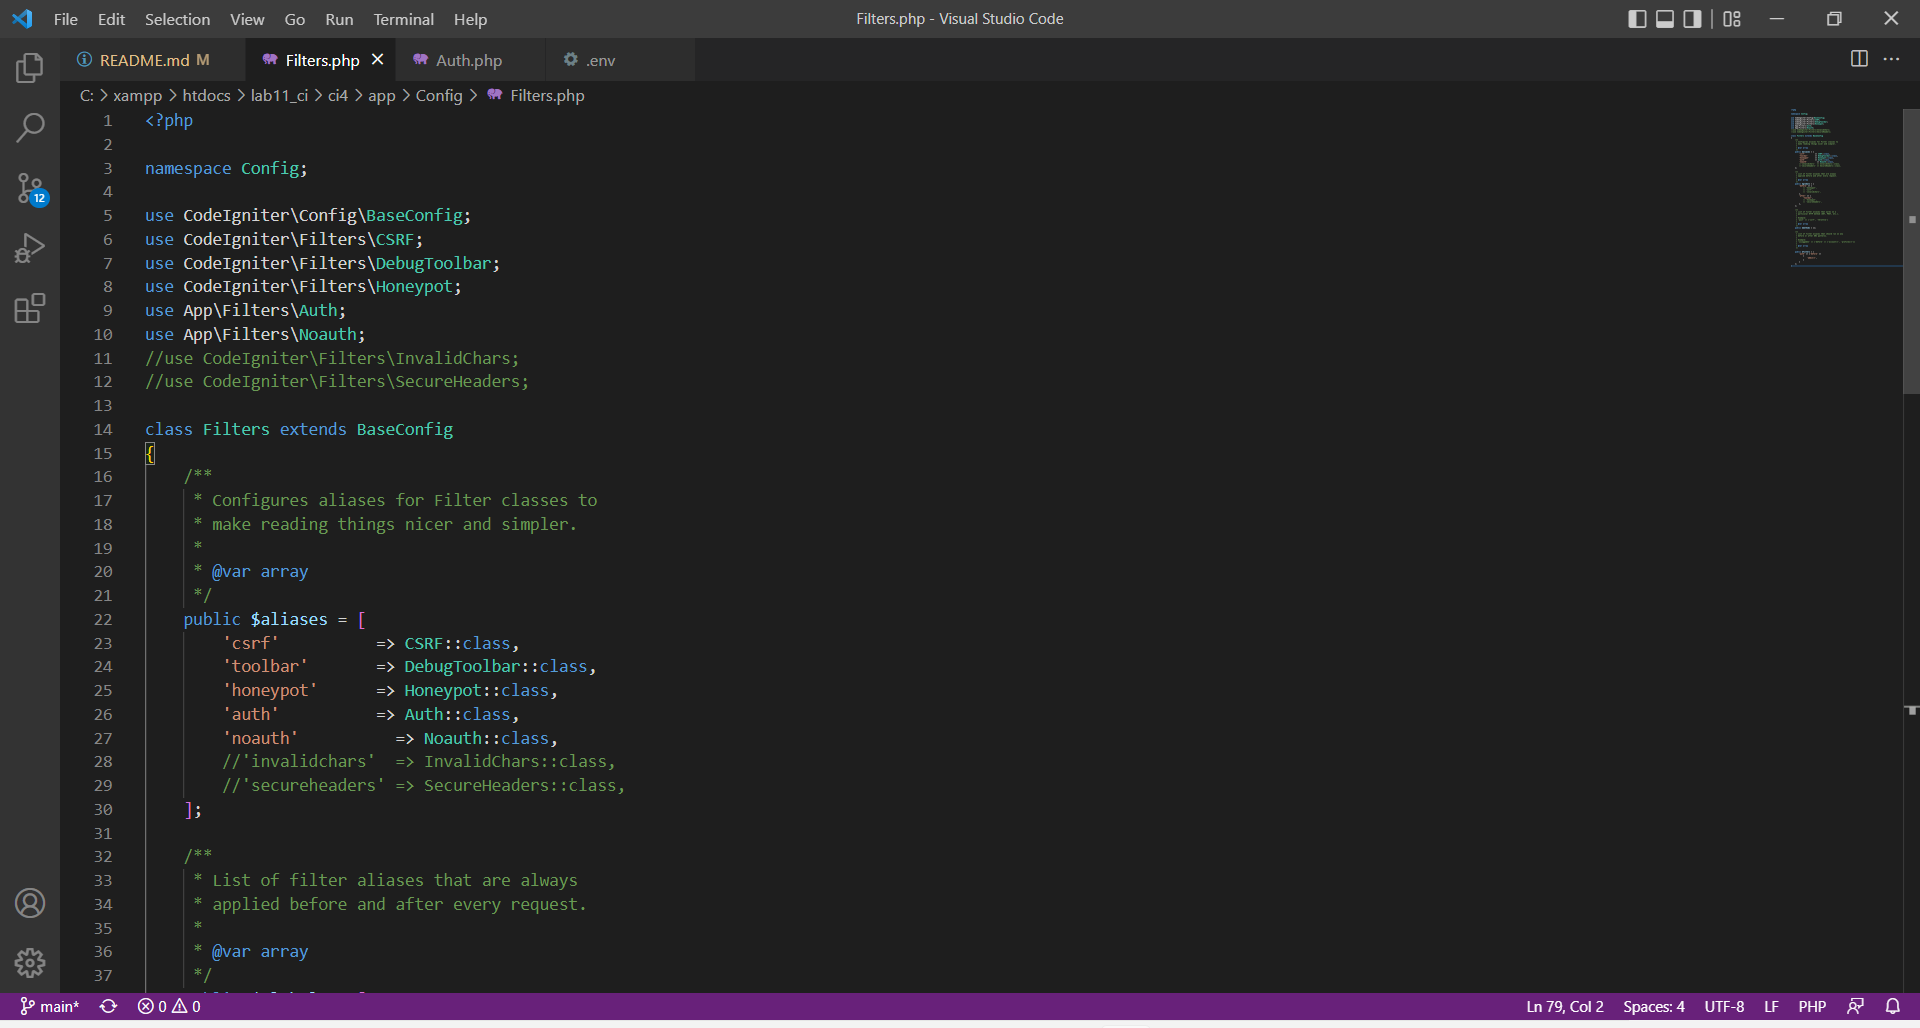 File Edit Selection View Go Run Terminal Help
Filters.php - Visual Studio Code
README.md M
Filters.php
Auth.php
.env
C: > xampp > htdocs > lab11_ci > ci4 > app > Config > Filters.php
1 <?php
2
3 namespace Config;
4
5 use CodeIgniter\Config\BaseConfig;
6 use CodeIgniter\Filters\CSRF;
7 use CodeIgniter\Filters\DebugToolbar;
8 use CodeIgniter\Filters\Honeypot;
9 use App\Filters\Auth;
10 use App\Filters\Noauth;
11 //use CodeIgniter\Filters\InvalidChars;
12 //use CodeIgniter\Filters\SecureHeaders;
13
14 class Filters extends BaseConfig
15 {
16     /**
17      * Configures aliases for Filter classes to
18      * make reading things nicer and simpler.
19      *
20      * @var array
21      */
22     public $aliases = [
23         'csrf'          => CSRF::class,
24         'toolbar'       => DebugToolbar::class,
25         'honeypot'      => Honeypot::class,
26         'auth'          => Auth::class,
27         'noauth'          => Noauth::class,
28         //'invalidchars'  => InvalidChars::class,
29         //'secureheaders' => SecureHeaders::class,
30     ];
31
32     /**
33      * List of filter aliases that are always
34      * applied before and after every request.
35      *
36      * @var array
37      */
12
main* 0 0
Ln 79, Col 2 Spaces: 4 UTF-8 LF PHP